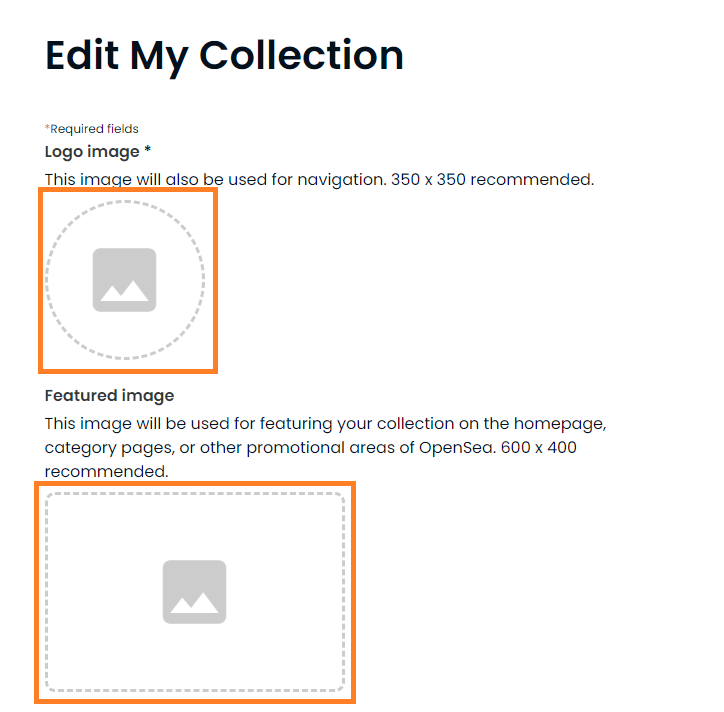 Edit My Collection
*Required fields
Logo image *
This image will also be used for navigation. 350 x 350 recommended.
Featured image
This image will be used for featuring your collection on the homepage,
category pages, or other promotional areas of OpenSea. 600 x 400
recommended.